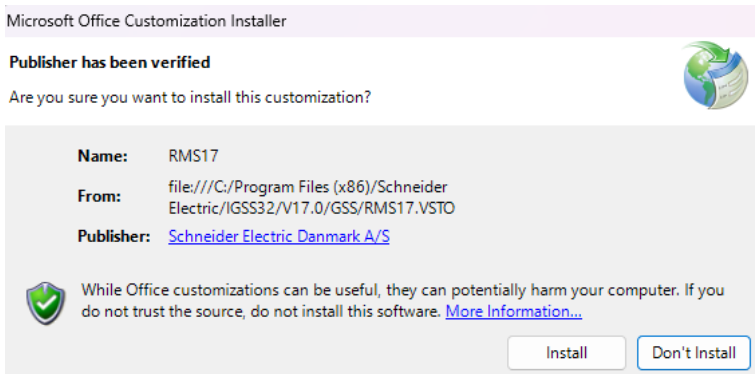 Microsoft Office Customization Installer
Publisher has been verified
Are you sure you want to install this customization?
Name: RMS17
From: file:///C:/Program Files (x86)/Schneider
Electric/IGSS32/V17.0/GSS/RMS17.VSTO
Publisher: Schneider Electric Danmark A/S
While Office customizations can be useful, they can potentially harm your computer. If you
do not trust the source, do not install this software. More Information...
Install Don't Install